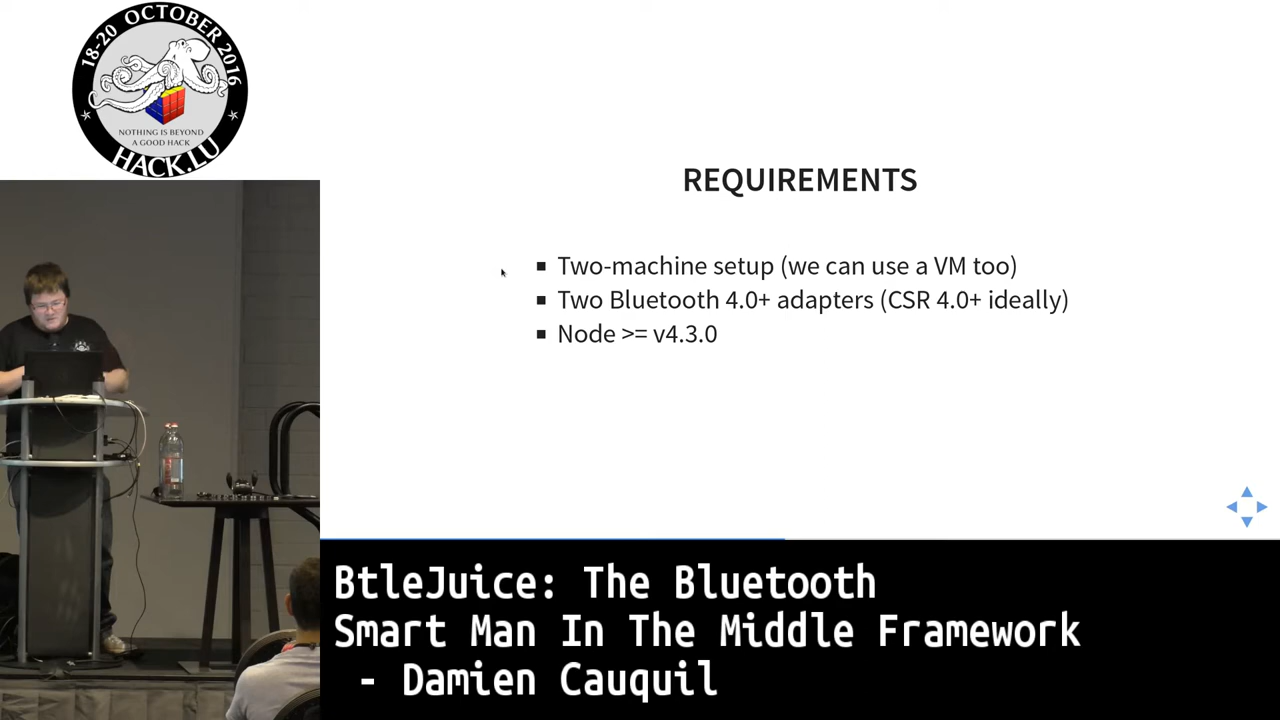 18-20 OCTOBER 2016
NOTHING IS BEYOND
A GOOD HACK
HACK.LU
REQUIREMENTS
Two-machine setup (we can use a VM too)
Two Bluetooth 4.0+ adapters (CSR 4.0+ ideally)
Node >= v4.3.0
BtleJuice: The Bluetooth
Smart Man In The Middle Framework
- Damien Cauquil